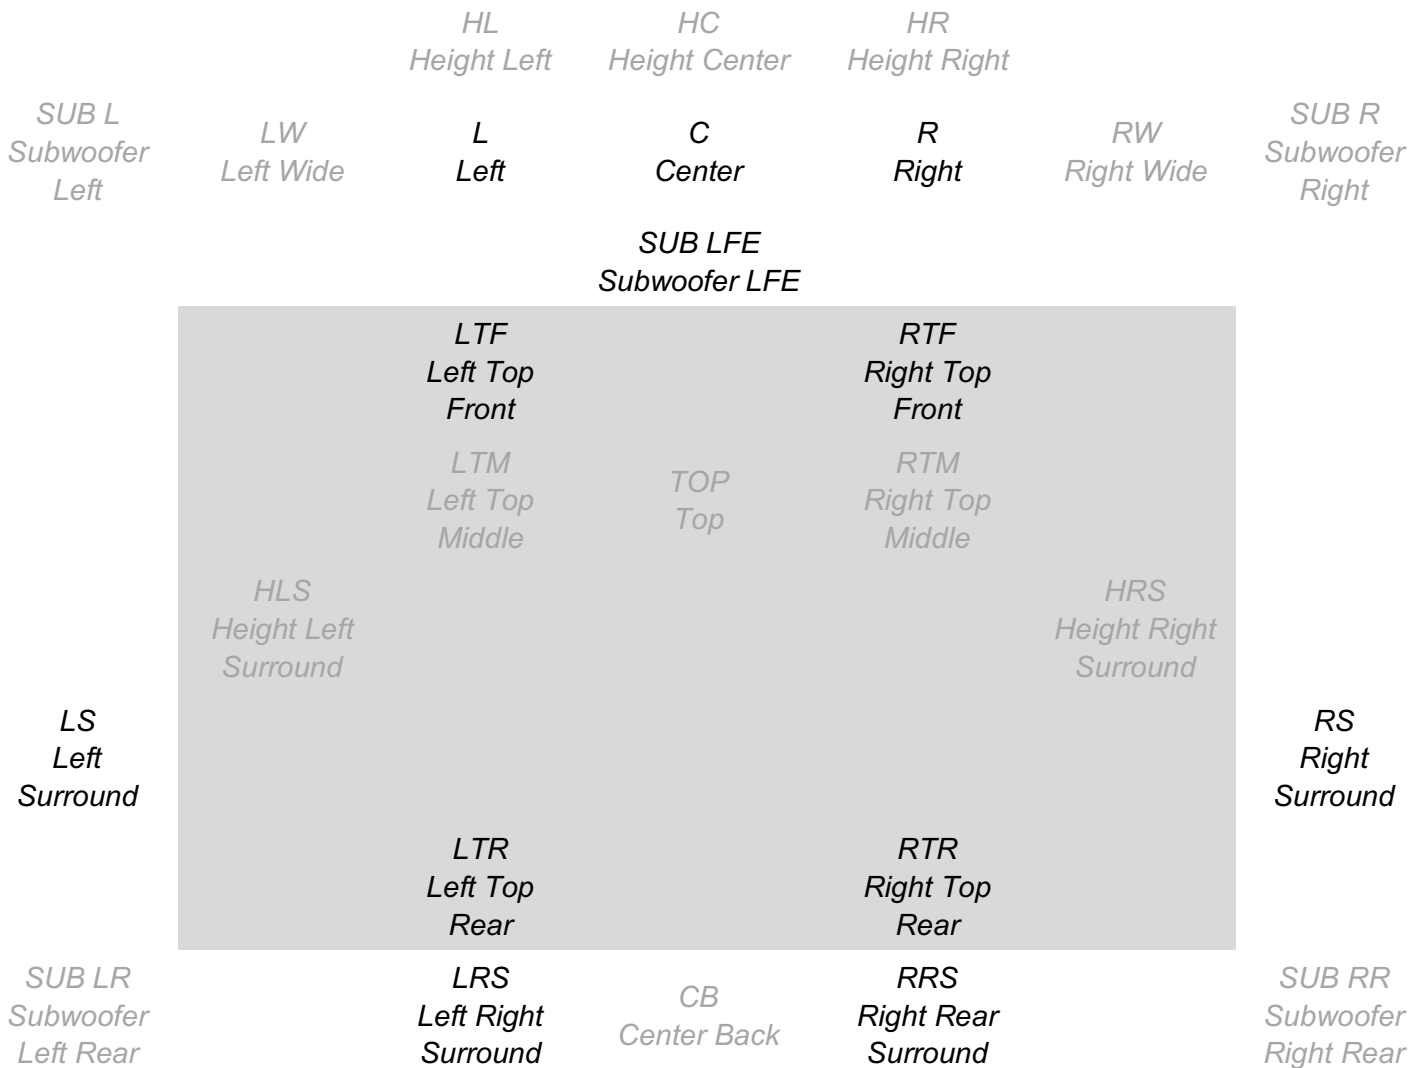 HL
Height Left
HC
Height Center
HR
Height Right
SUB L
Subwoofer
Left
LW
Left Wide
L
Left
C
Center
R
Right
RW
Right Wide
SUB R
Subwoofer
Right
SUB LFE
Subwoofer LFE
LTF
Left Top
Front
RTF
Right Top
Front
LTM
Left Top
Middle
TOP
Top
RTM
Right Top
Middle
HLS
Height Left
Surround
HRS
Height Right
Surround
LS
Left
Surround
RS
Right
Surround
LTR
Left Top
Rear
RTR
Right Top
Rear
SUB LR
Subwoofer
Left Rear
LRS
Left Right
Surround
CB
Center Back
RRS
Right Rear
Surround
SUB RR
Subwoofer
Right Rear